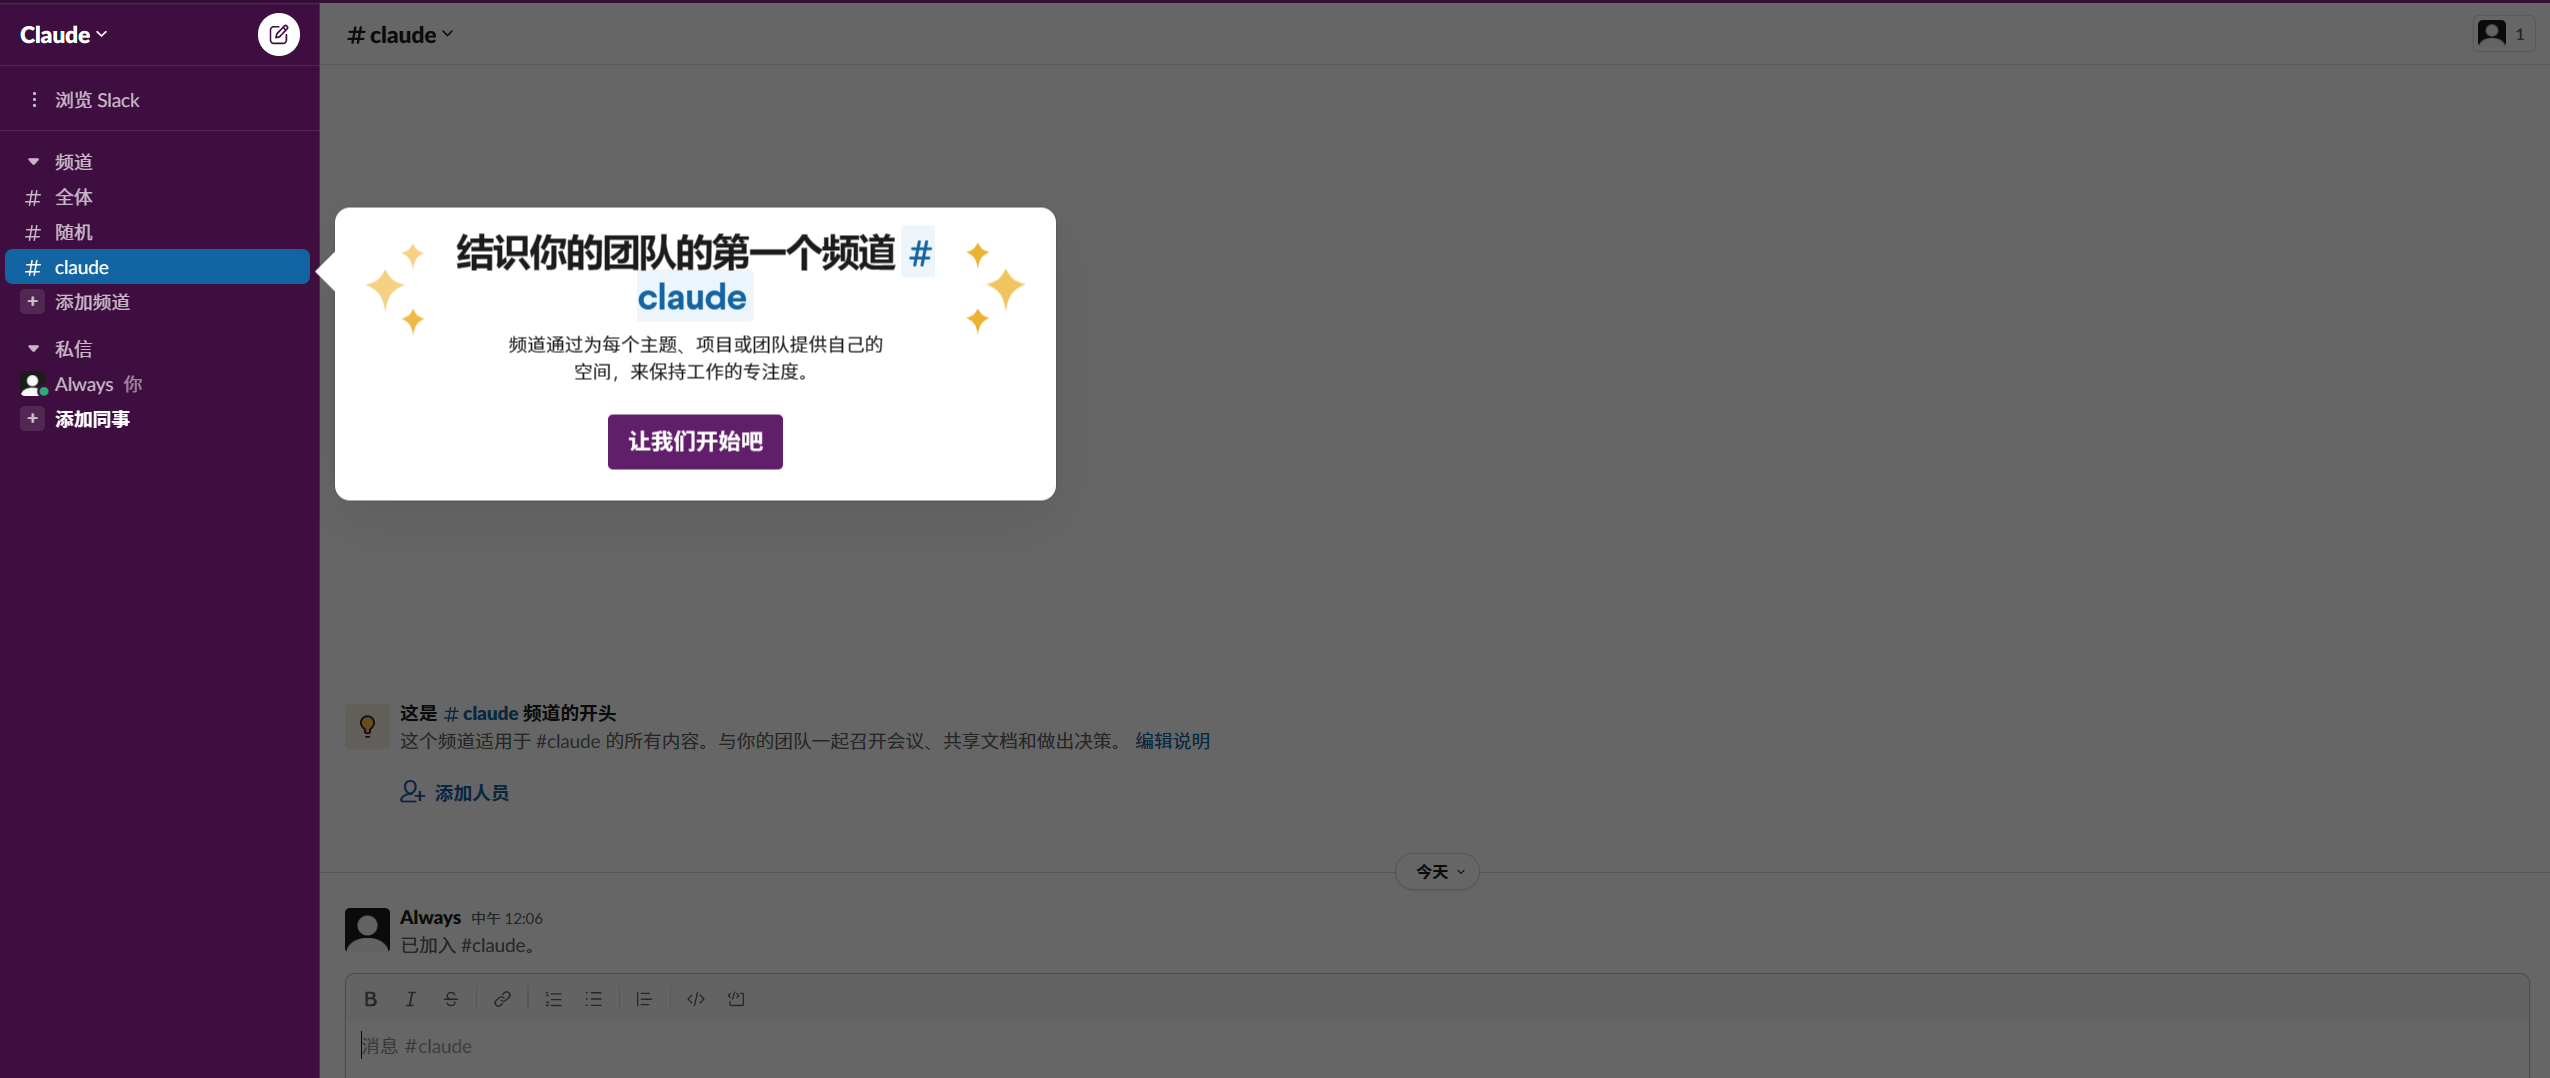 Claude
浏览 Slack
频道
# 全体
# 随机
# claude
+ 添加频道
私信
Always 你
+ 添加同事
# claude
1
结识你的团队的第一个频道 #
claude
频道通过为每个主题、项目或团队提供自己的
空间，来保持工作的专注度。
让我们开始吧
这是 # claude 频道的开头
这个频道适用于 #claude 的所有内容。与你的团队一起召开会议、共享文档和做出决策。 编辑说明
添加人员
今天
Always 中午 12:06
已加入 #claude。
消息 #claude